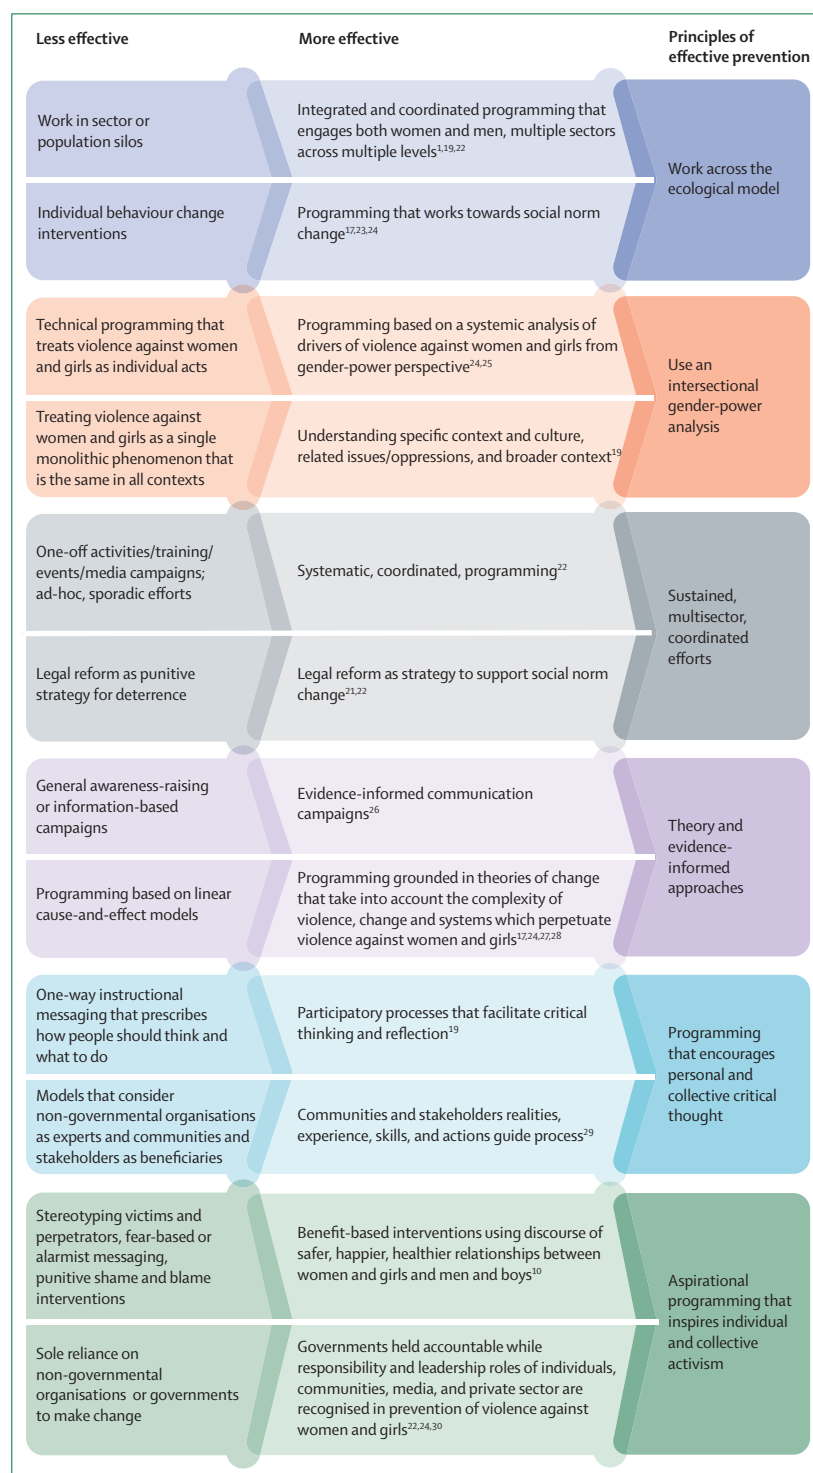 Less effective
More effective
Principles of
effective prevention
Work in sector or
population silos
Integrated and coordinated programming that
engages both women and men, multiple sectors
across multiple levels1,19,22
Work across the
ecological model
Individual behaviour change
interventions
Programming that works towards social norm
change17,23,24
Technical programming that
treats violence against women
and girls as individual acts
Programming based on a systemic analysis of
drivers of violence against women and girls from
gender-power perspective24,25
Use an
intersectional
gender-power
analysis
Treating violence against
women and girls as a single
monolithic phenomenon that
is the same in all contexts
Understanding specific context and culture,
related issues/oppressions, and broader context19
One-off activities/training/
events/media campaigns;
ad-hoc, sporadic efforts
Systematic, coordinated, programming22
Sustained,
multisector,
coordinated
efforts
Legal reform as punitive
strategy for deterrence
Legal reform as strategy to support social norm
change21,22
General awareness-raising
or information-based
campaigns
Evidence-informed communication
campaigns26
Theory and
evidence-
informed
approaches
Programming based on linear
cause-and-effect models
Programming grounded in theories of change
that take into account the complexity of
violence, change and systems which perpetuate
violence against women and girls17,24,27,28
One-way instructional
messaging that prescribes
how people should think and
what to do
Participatory processes that facilitate critical
thinking and reflection19
Programming
that encourages
personal and
collective critical
thought
Models that consider
non-governmental organisations
as experts and communities and
stakeholders as beneficiaries
Communities and stakeholders realities,
experience, skills, and actions guide process29
Stereotyping victims and
perpetrators, fear-based or
alarmist messaging,
punitive shame and blame
interventions
Benefit-based interventions using discourse of
safer, happier, healthier relationships between
women and girls and men and boys10
Aspirational
programming that
inspires individual
and collective
activism
Sole reliance on
non-governmental
organisations or governments
to make change
Governments held accountable while
responsibility and leadership roles of individuals,
communities, media, and private sector are
recognised in prevention of violence against
women and girls22,24,30